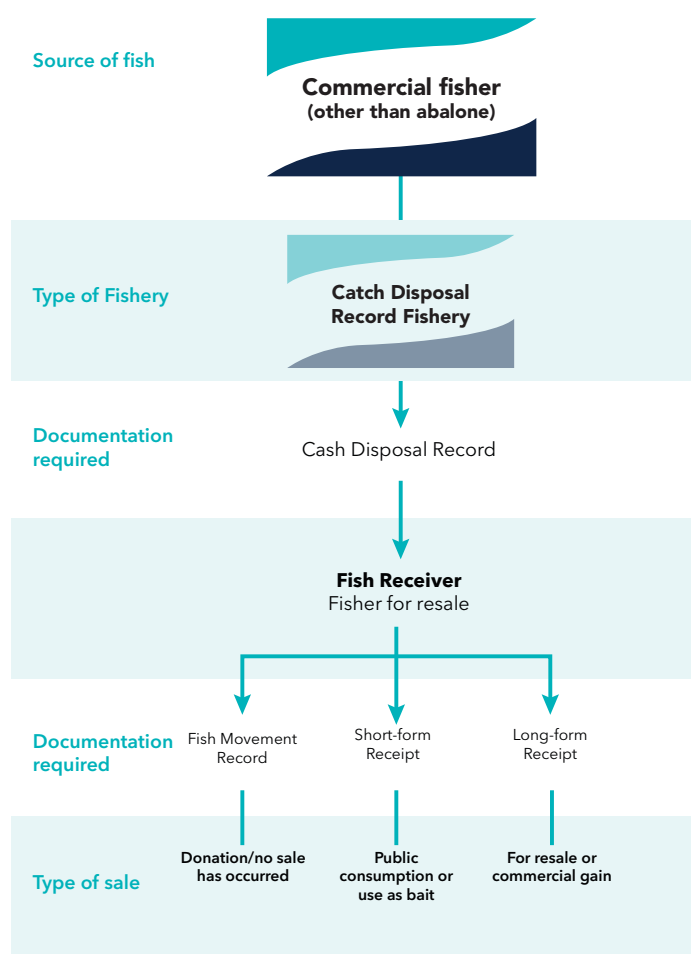 Source of fish
Commercial fisher
(other than abalone)
Type of Fishery
Catch Disposal
Record Fishery
Documentation
required
Cash Disposal Record
Fish Receiver
Fisher for resale
Documentation
required
Fish Movement
Record
Short-form
Receipt
Long-form
Receipt
Type of sale
Donation/no sale
has occurred
Public
consumption or
use as bait
For resale or
commercial gain